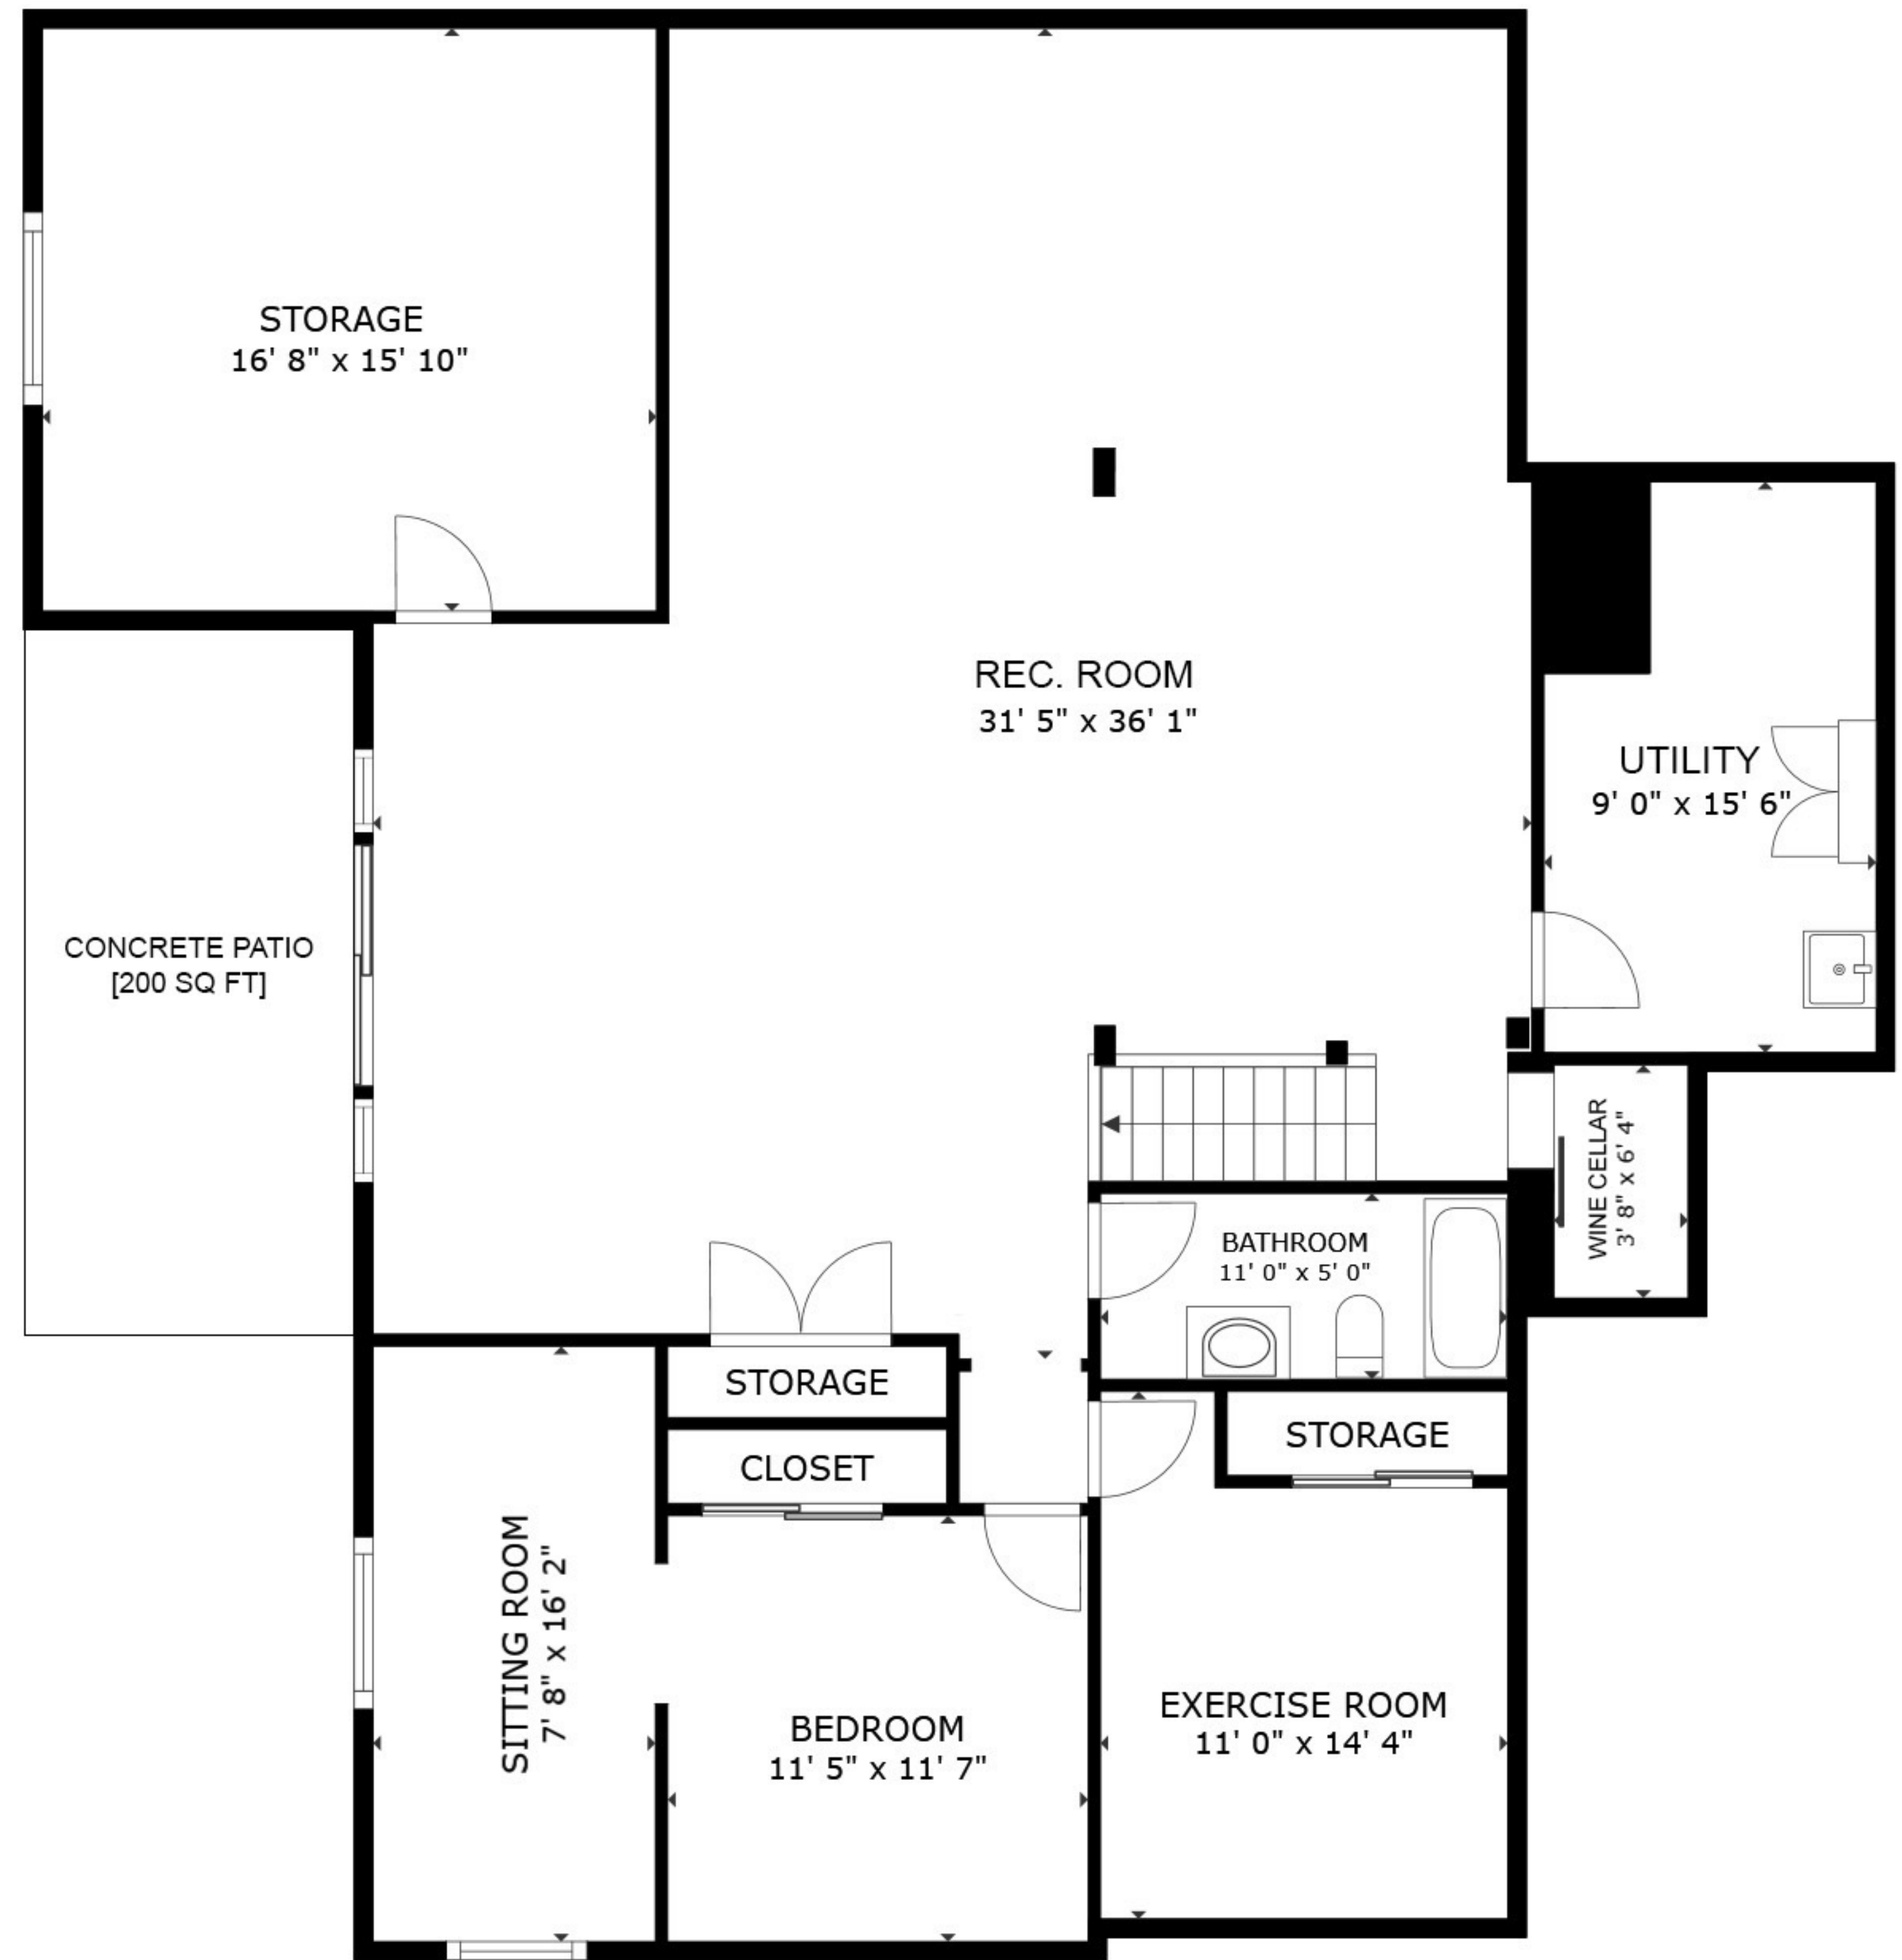 STORAGE
16' 8" x 15' 10"
REC. ROOM
31' 5" x 36' 1"
UTILITY
9' 0" x 15' 6"
CONCRETE PATIO
[200 SQ FT]
WINE CELLAR
3' 8" x 6' 4"
BATHROOM
11' 0" x 5' 0"
STORAGE
STORAGE
CLOSET
SITTING ROOM
7' 8" x 16' 2"
BEDROOM
11' 5" x 11' 7"
EXERCISE ROOM
11' 0" x 14' 4"